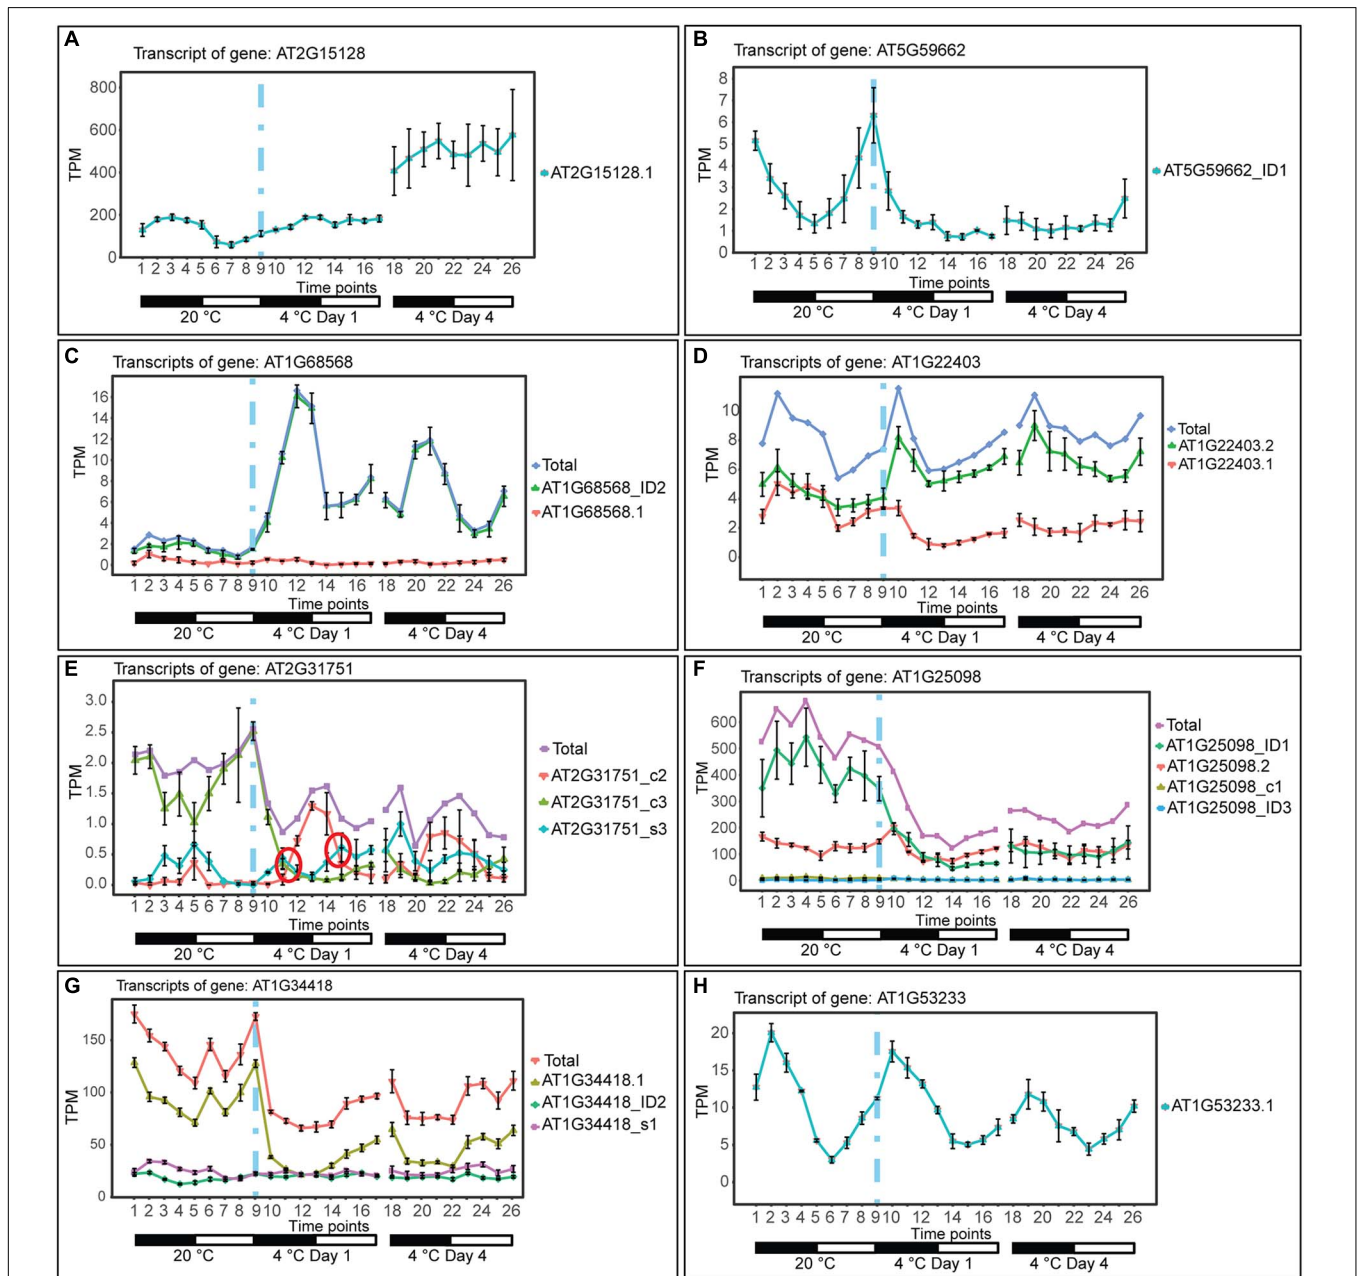 A
Transcript of gene: AT2G15128
TPM
800
600
400
200
0
1 2 3 4 5 6 7 8 9 10 12 14 16 18 20 22 24 26
Time points
20 °C 4 °C Day 1 4 °C Day 4
AT2G15128.1
B
Transcript of gene: AT5G59662
TPM
8
7
6
5
4
3
2
1
0
1 2 3 4 5 6 7 8 9 10 12 14 16 18 20 22 24 26
Time points
20 °C 4 °C Day 1 4 °C Day 4
AT5G59662_ID1
C
Transcripts of gene: AT1G68568
TPM
16
14
12
10
8
6
4
2
0
1 2 3 4 5 6 7 8 9 10 12 14 16 18 20 22 24 26
Time points
20 °C 4 °C Day 1 4 °C Day 4
Total
AT1G68568_ID2
AT1G68568.1
D
Transcripts of gene: AT1G22403
TPM
10
8
6
4
2
0
1 2 3 4 5 6 7 8 9 10 12 14 16 18 20 22 24 26
Time points
20 °C 4 °C Day 1 4 °C Day 4
Total
AT1G22403.2
AT1G22403.1
E
Transcripts of gene: AT2G31751
TPM
3.0
2.5
2.0
1.5
1.0
0.5
0.0
1 2 3 4 5 6 7 8 9 10 12 14 16 18 20 22 24 26
Time points
20 °C 4 °C Day 1 4 °C Day 4
Total
AT2G31751_c2
AT2G31751_c3
AT2G31751_s3
F
Transcripts of gene: AT1G25098
TPM
600
500
400
300
200
100
0
1 2 3 4 5 6 7 8 9 10 12 14 16 18 20 22 24 26
Time points
20 °C 4 °C Day 1 4 °C Day 4
Total
AT1G25098_ID1
AT1G25098.2
AT1G25098_c1
AT1G25098_ID3
G
Transcripts of gene: AT1G34418
TPM
150
100
50
0
1 2 3 4 5 6 7 8 9 10 12 14 16 18 20 22 24 26
Time points
20 °C 4 °C Day 1 4 °C Day 4
Total
AT1G34418.1
AT1G34418_ID2
AT1G34418_s1
H
Transcript of gene: AT1G53233
TPM
20
15
10
5
0
1 2 3 4 5 6 7 8 9 10 12 14 16 18 20 22 24 26
Time points
20 °C 4 °C Day 1 4 °C Day 4
AT1G53233.1